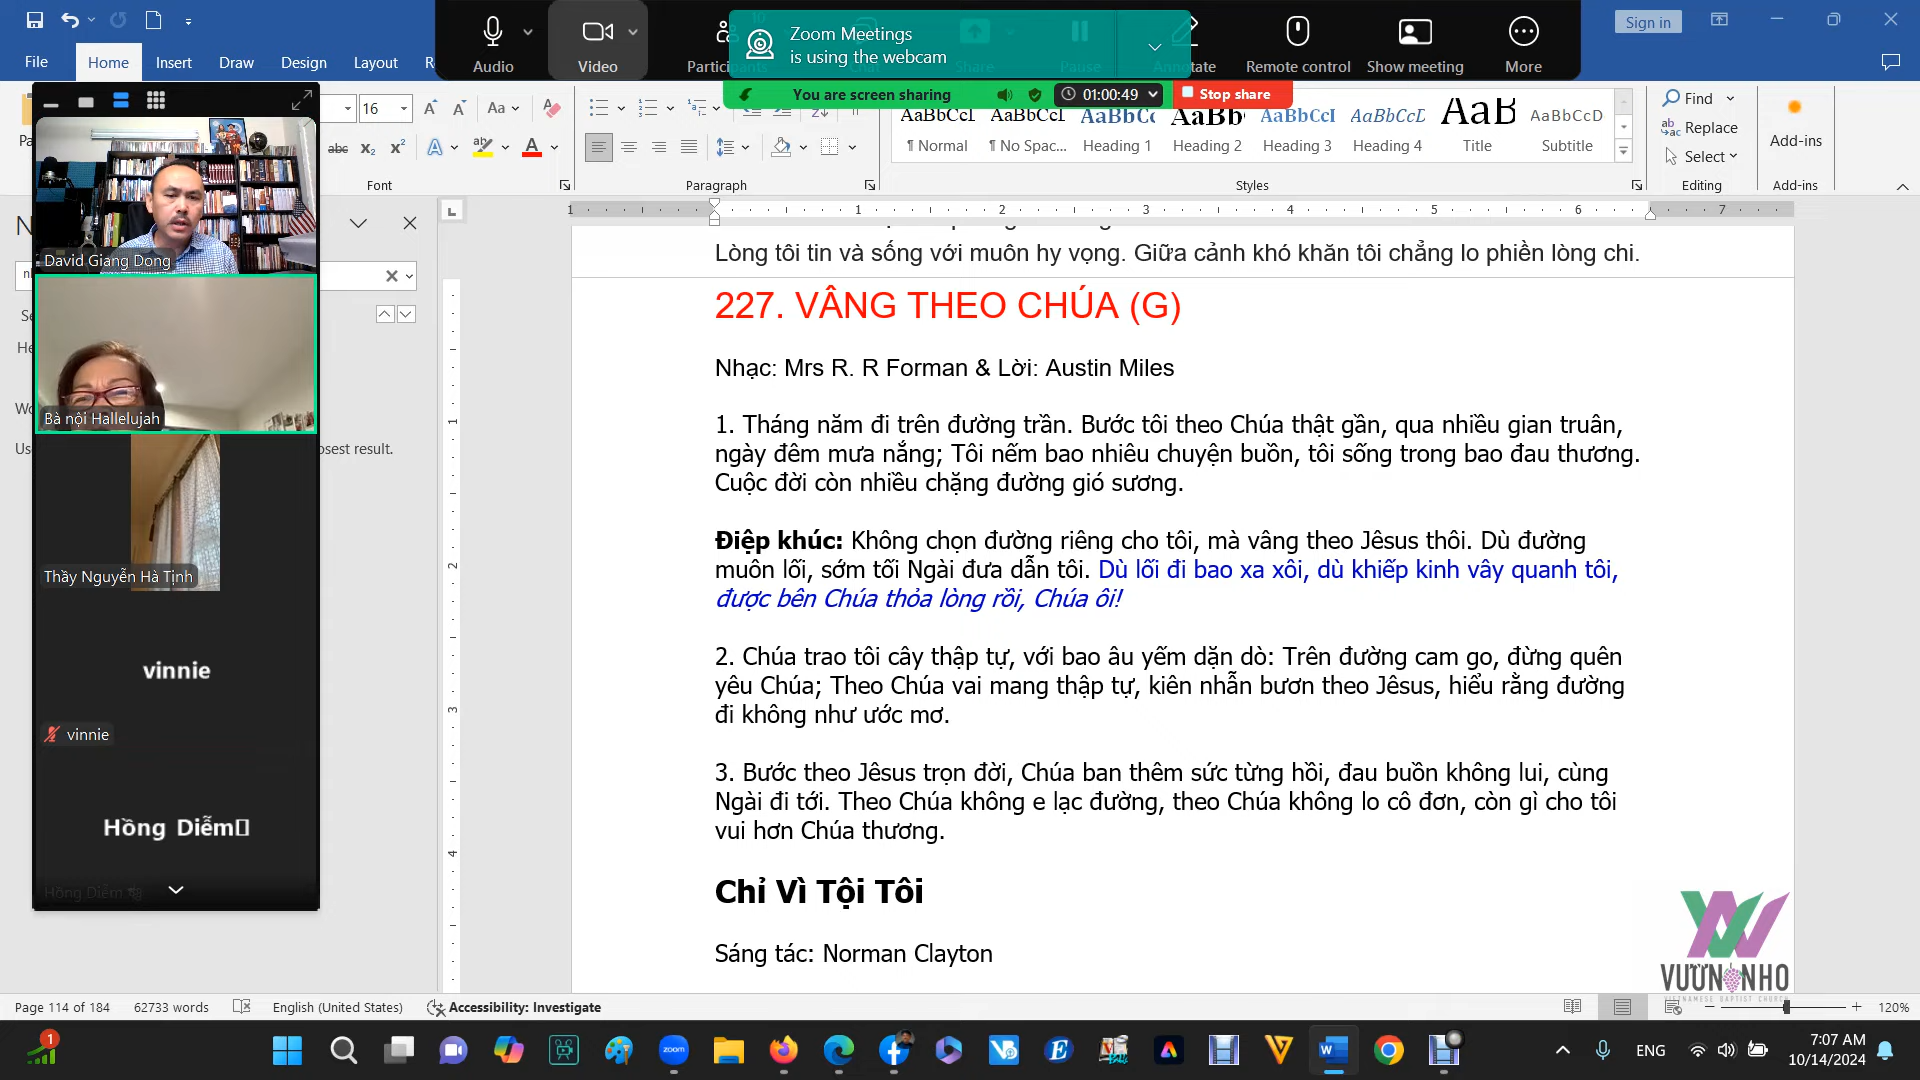 Zoom Meetings
is using the webcam
Sign in
File
Home
Insert
Draw
Design
Layout
Audio
Video
Remote control
Show meeting
More
You are screen sharing
01:00:49
Stop share
16
Aa
AaBbCcDd
¶ Normal
¶ No Spac...
Heading 1
Heading 2
Heading 3
Heading 4
Title
Subtitle
Find
Replace
Select
Add-ins
Font
Paragraph
Styles
Editing
Add-ins
David Giang Dong
Bà nội Hallelujah
Thầy Nguyễn Hà Tịnh
vinnie
vinnie
Hồng Diễm
Hồng Diễm
osest result.
Lòng tôi tin và sống với muôn hy vọng. Giữa cảnh khó khăn tôi chẳng lo phiền lòng chi.
227. VÂNG THEO CHÚA (G)
Nhạc: Mrs R. R Forman & Lời: Austin Miles
1. Tháng năm đi trên đường trần. Bước tôi theo Chúa thật gần, qua nhiều gian truân,
ngày đêm mưa nắng; Tôi nếm bao nhiêu chuyện buồn, tôi sống trong bao đau thương.
Cuộc đời còn nhiều chặng đường gió sương.
Điệp khúc: Không chọn đường riêng cho tôi, mà vâng theo Jêsus thôi. Dù đường
muôn lối, sớm tối Ngài đưa dẫn tôi. Dù lối đi bao xa xôi, dù khiếp kinh vây quanh tôi,
được bên Chúa thỏa lòng rồi, Chúa ôi!
2. Chúa trao tôi cây thập tự, với bao âu yếm dặn dò: Trên đường cam go, đừng quên
yêu Chúa; Theo Chúa vai mang thập tự, kiên nhẫn bươn theo Jêsus, hiểu rằng đường
đi không như ước mơ.
3. Bước theo Jêsus trọn đời, Chúa ban thêm sức từng hồi, đau buồn không lui, cùng
Ngài đi tới. Theo Chúa không e lạc đường, theo Chúa không lo cô đơn, còn gì cho tôi
vui hơn Chúa thương.
Chỉ Vì Tội Tôi
Sáng tác: Norman Clayton
VƯỜN NHO
VIETNAMESE BAPTIST CHURCH
Page 114 of 184
62733 words
English (United States)
Accessibility: Investigate
120%
ENG
7:07 AM
10/14/2024